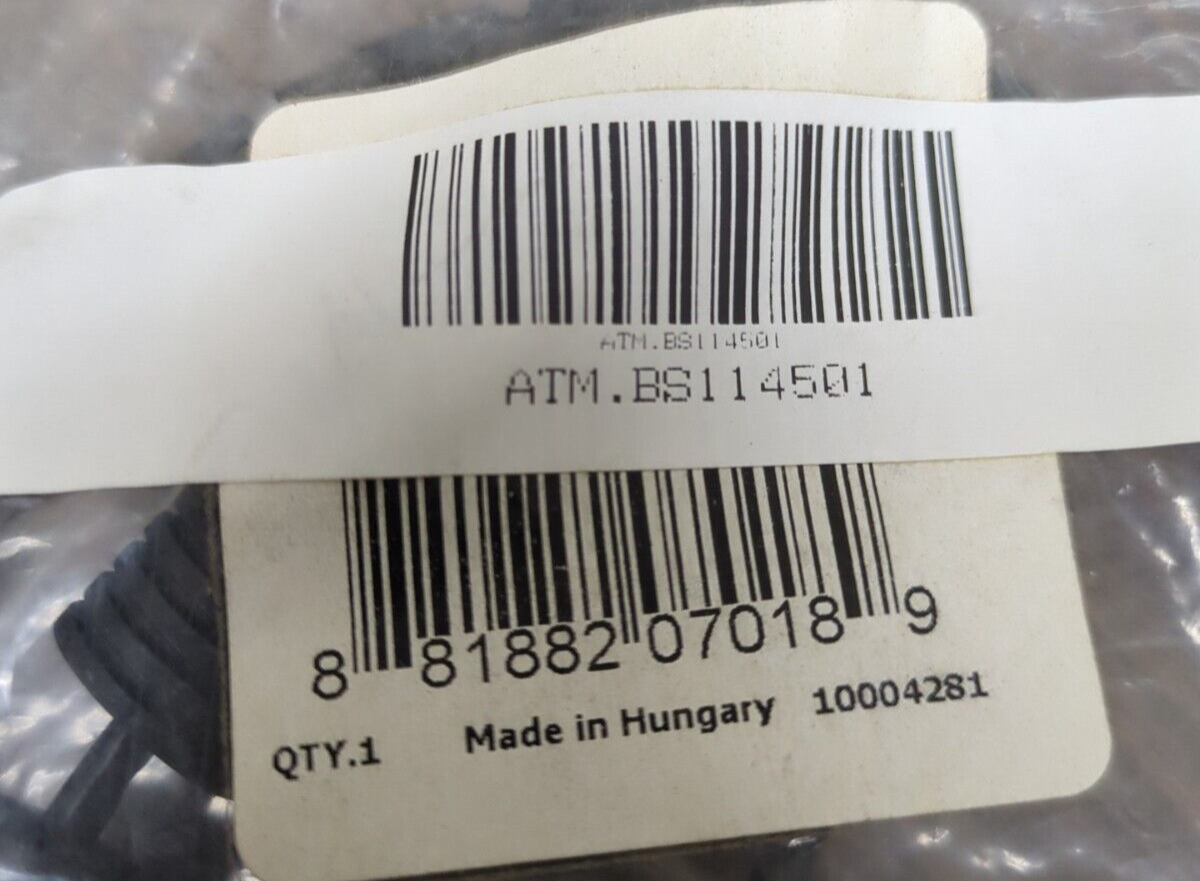 ATM.BS114501
ATM.BS114501
8 81882 07018 9
QTY.1 Made in Hungary 10004281